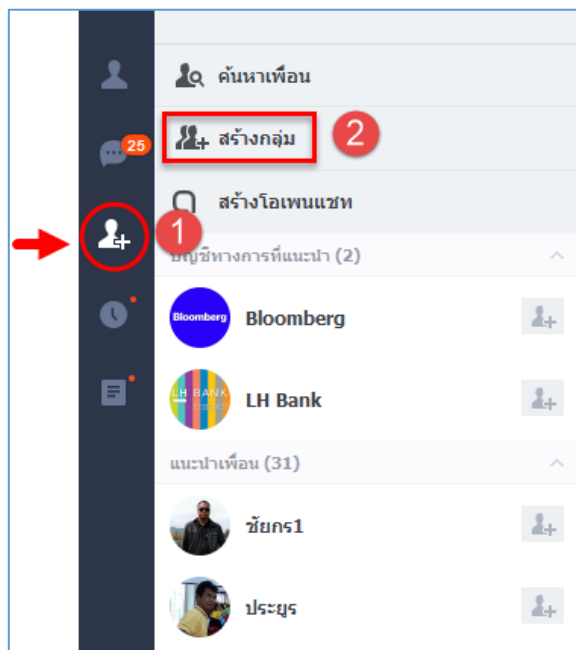 ค้นหาเพื่อน
25
สร้างกลุ่ม
2
สร้างโอเพนแชท
1
บัญชีทางการที่แนะนำ (2)
Bloomberg
Bloomberg
LH BANK
LH Bank
แนะนำเพื่อน (31)
ชัยกร1
ประยูร